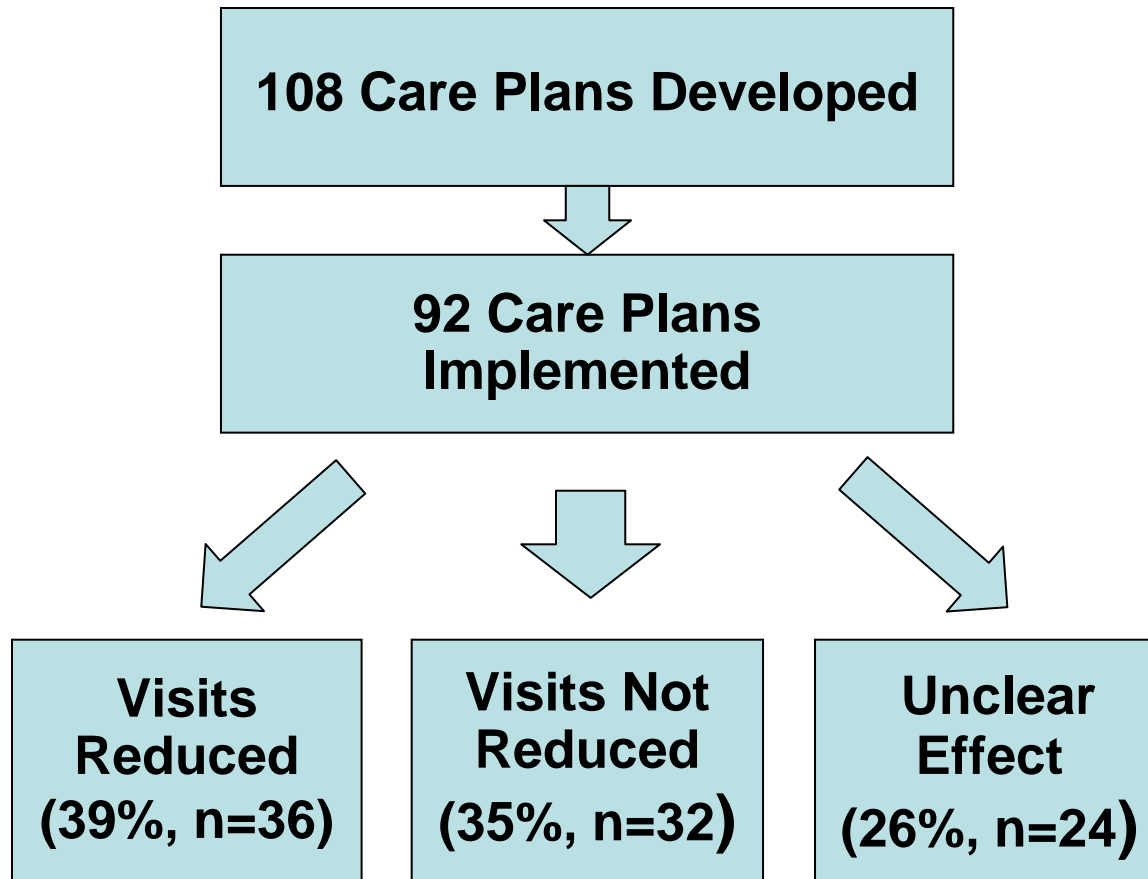 108 Care Plans Developed
92 Care Plans
Implemented
Visits
Reduced
(39%, n=36)
Visits Not
Reduced
(35%, n=32)
Unclear
Effect
(26%, n=24)